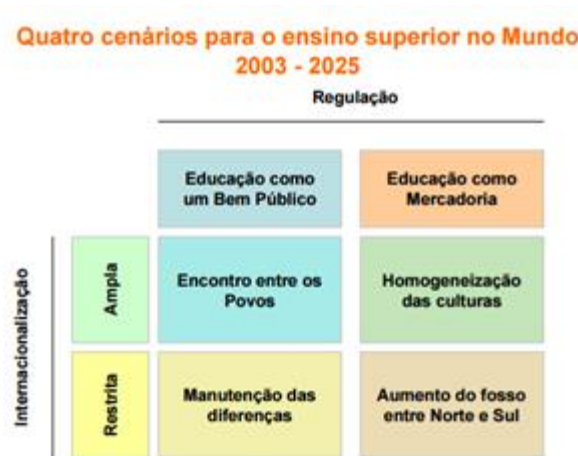 Quatro cenários para o ensino superior no Mundo
2003 - 2025
Regulação
Educação como
um Bem Público
Educação como
Mercadoria
Internacionalização
Ampla
Encontro entre os
Povos
Homogeneização
das culturas
Restrita
Manutenção das
diferenças
Aumento do fosso
entre Norte e Sul